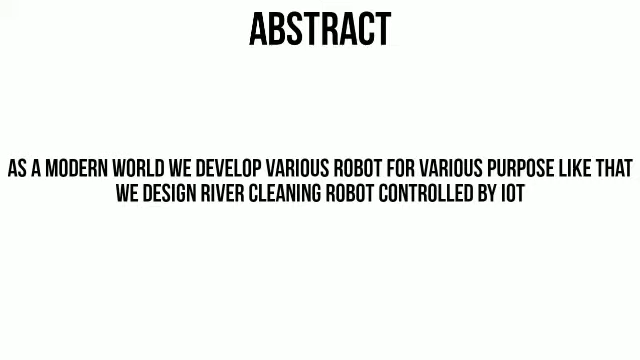 ABSTRACT
AS A MODERN WORLD WE DEVELOP VARIOUS ROBOT FOR VARIOUS PURPOSE LIKE THAT
WE DESIGN RIVER CLEANING ROBOT CONTROLLED BY IOT